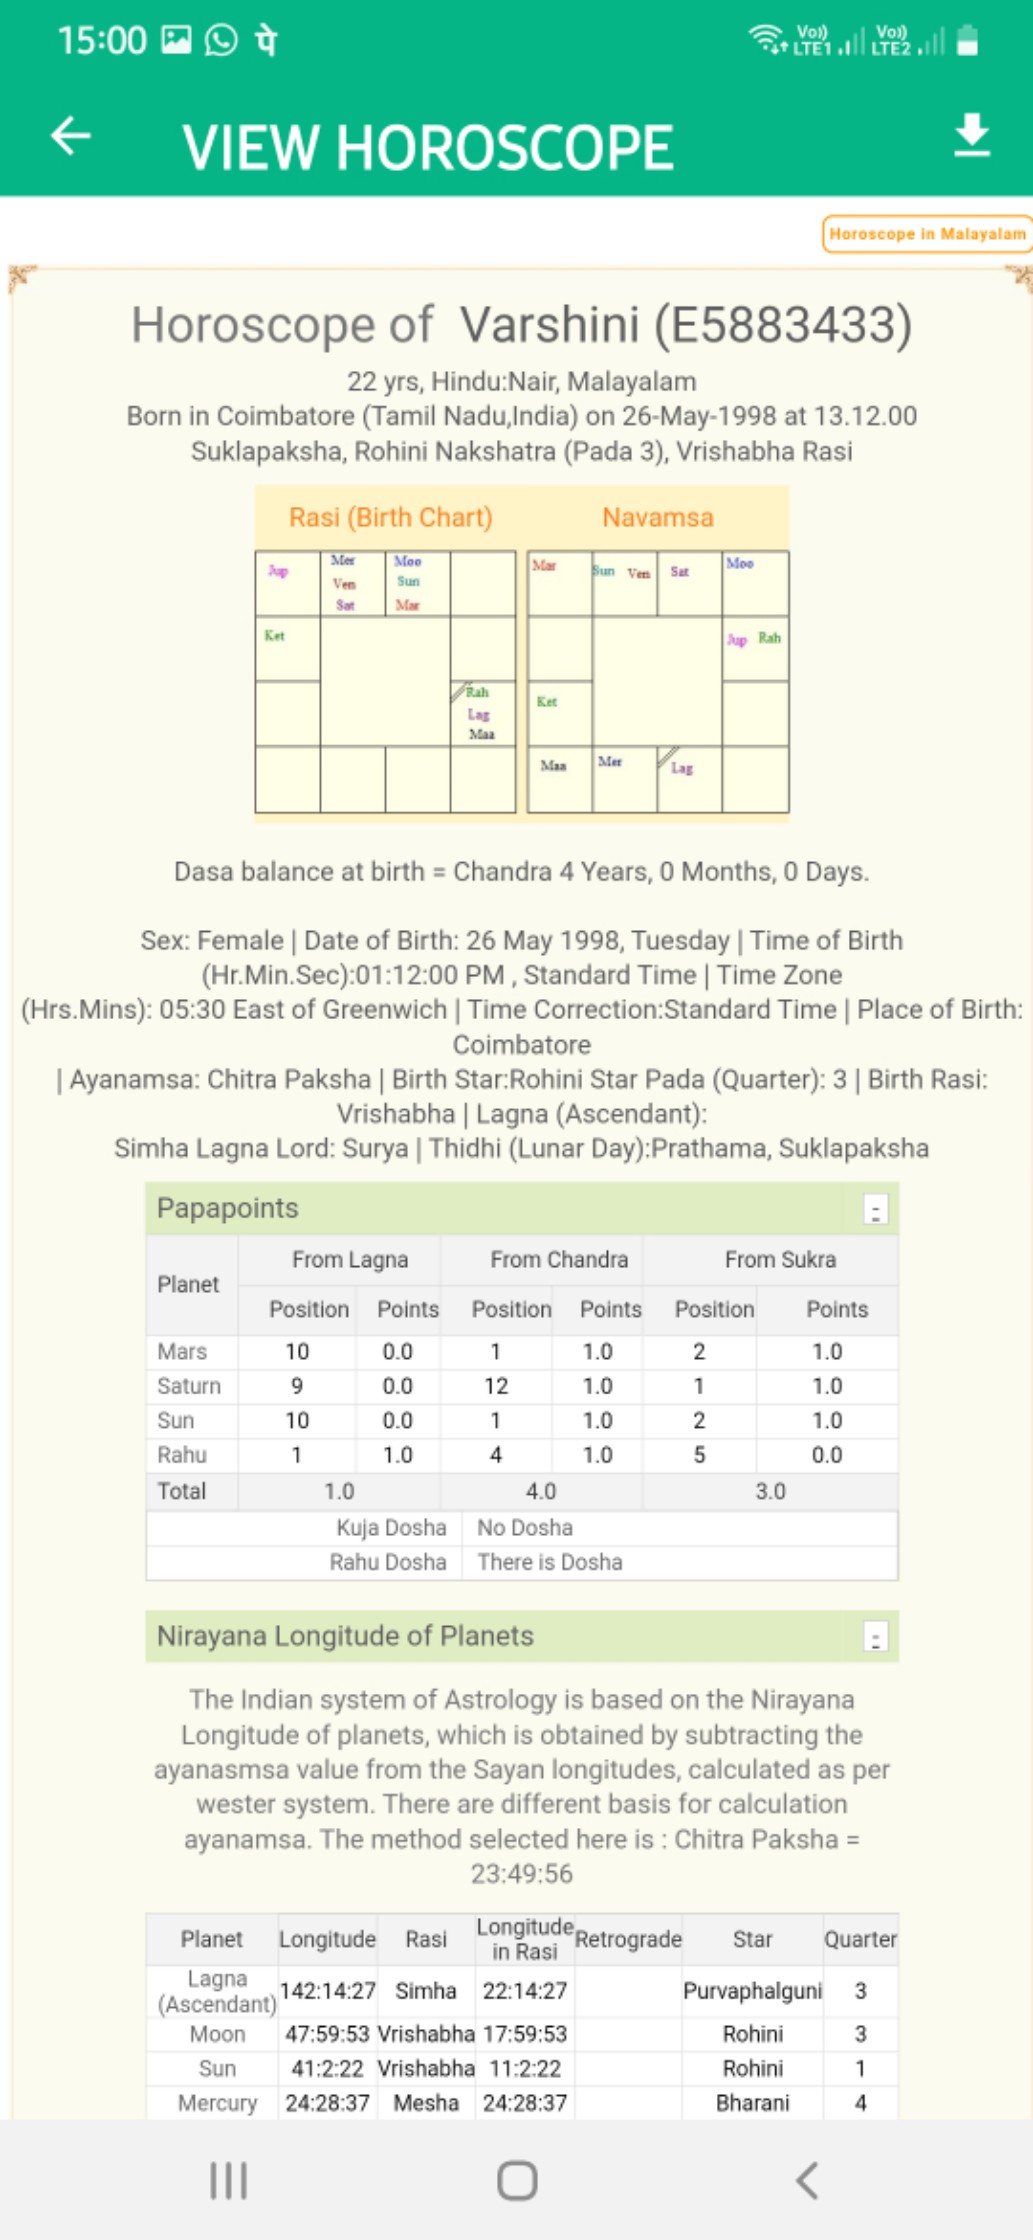 15:00 पे Vo)) LTE1 Vo)) LTE2
VIEW HOROSCOPE
Horoscope in Malayalam
Horoscope of Varshini (E5883433)
22 yrs, Hindu:Nair, Malayalam
Born in Coimbatore (Tamil Nadu,India) on 26-May-1998 at 13.12.00
Suklapaksha, Rohini Nakshatra (Pada 3), Vrishabha Rasi
Rasi (Birth Chart) Navamsa
Jup Mer Ven Sat Moo Sun Mar
Ket
Rah Lag Maa
Mar Sun Ven Sat Moo
Jup Rah
Ket
Maa Mer Lag
Dasa balance at birth = Chandra 4 Years, 0 Months, 0 Days.
Sex: Female | Date of Birth: 26 May 1998, Tuesday | Time of Birth
(Hr.Min.Sec):01:12:00 PM , Standard Time | Time Zone
(Hrs.Mins): 05:30 East of Greenwich | Time Correction:Standard Time | Place of Birth:
Coimbatore
| Ayanamsa: Chitra Paksha | Birth Star:Rohini Star Pada (Quarter): 3 | Birth Rasi:
Vrishabha | Lagna (Ascendant):
Simha Lagna Lord: Surya | Thidhi (Lunar Day):Prathama, Suklapaksha
Papapoints
Planet From Lagna From Chandra From Sukra
Position Points Position Points Position Points
Mars 10 0.0 1 1.0 2 1.0
Saturn 9 0.0 12 1.0 1 1.0
Sun 10 0.0 1 1.0 2 1.0
Rahu 1 1.0 4 1.0 5 0.0
Total 1.0 4.0 3.0
Kuja Dosha No Dosha
Rahu Dosha There is Dosha
Nirayana Longitude of Planets
The Indian system of Astrology is based on the Nirayana
Longitude of planets, which is obtained by subtracting the
ayanasmsa value from the Sayan longitudes, calculated as per
wester system. There are different basis for calculation
ayanamsa. The method selected here is : Chitra Paksha =
23:49:56
Planet Longitude Rasi Longitude in Rasi Retrograde Star Quarter
Lagna (Ascendant) 142:14:27 Simha 22:14:27 Purvaphalguni 3
Moon 47:59:53 Vrishabha 17:59:53 Rohini 3
Sun 41:2:22 Vrishabha 11:2:22 Rohini 1
Mercury 24:28:37 Mesha 24:28:37 Bharani 4